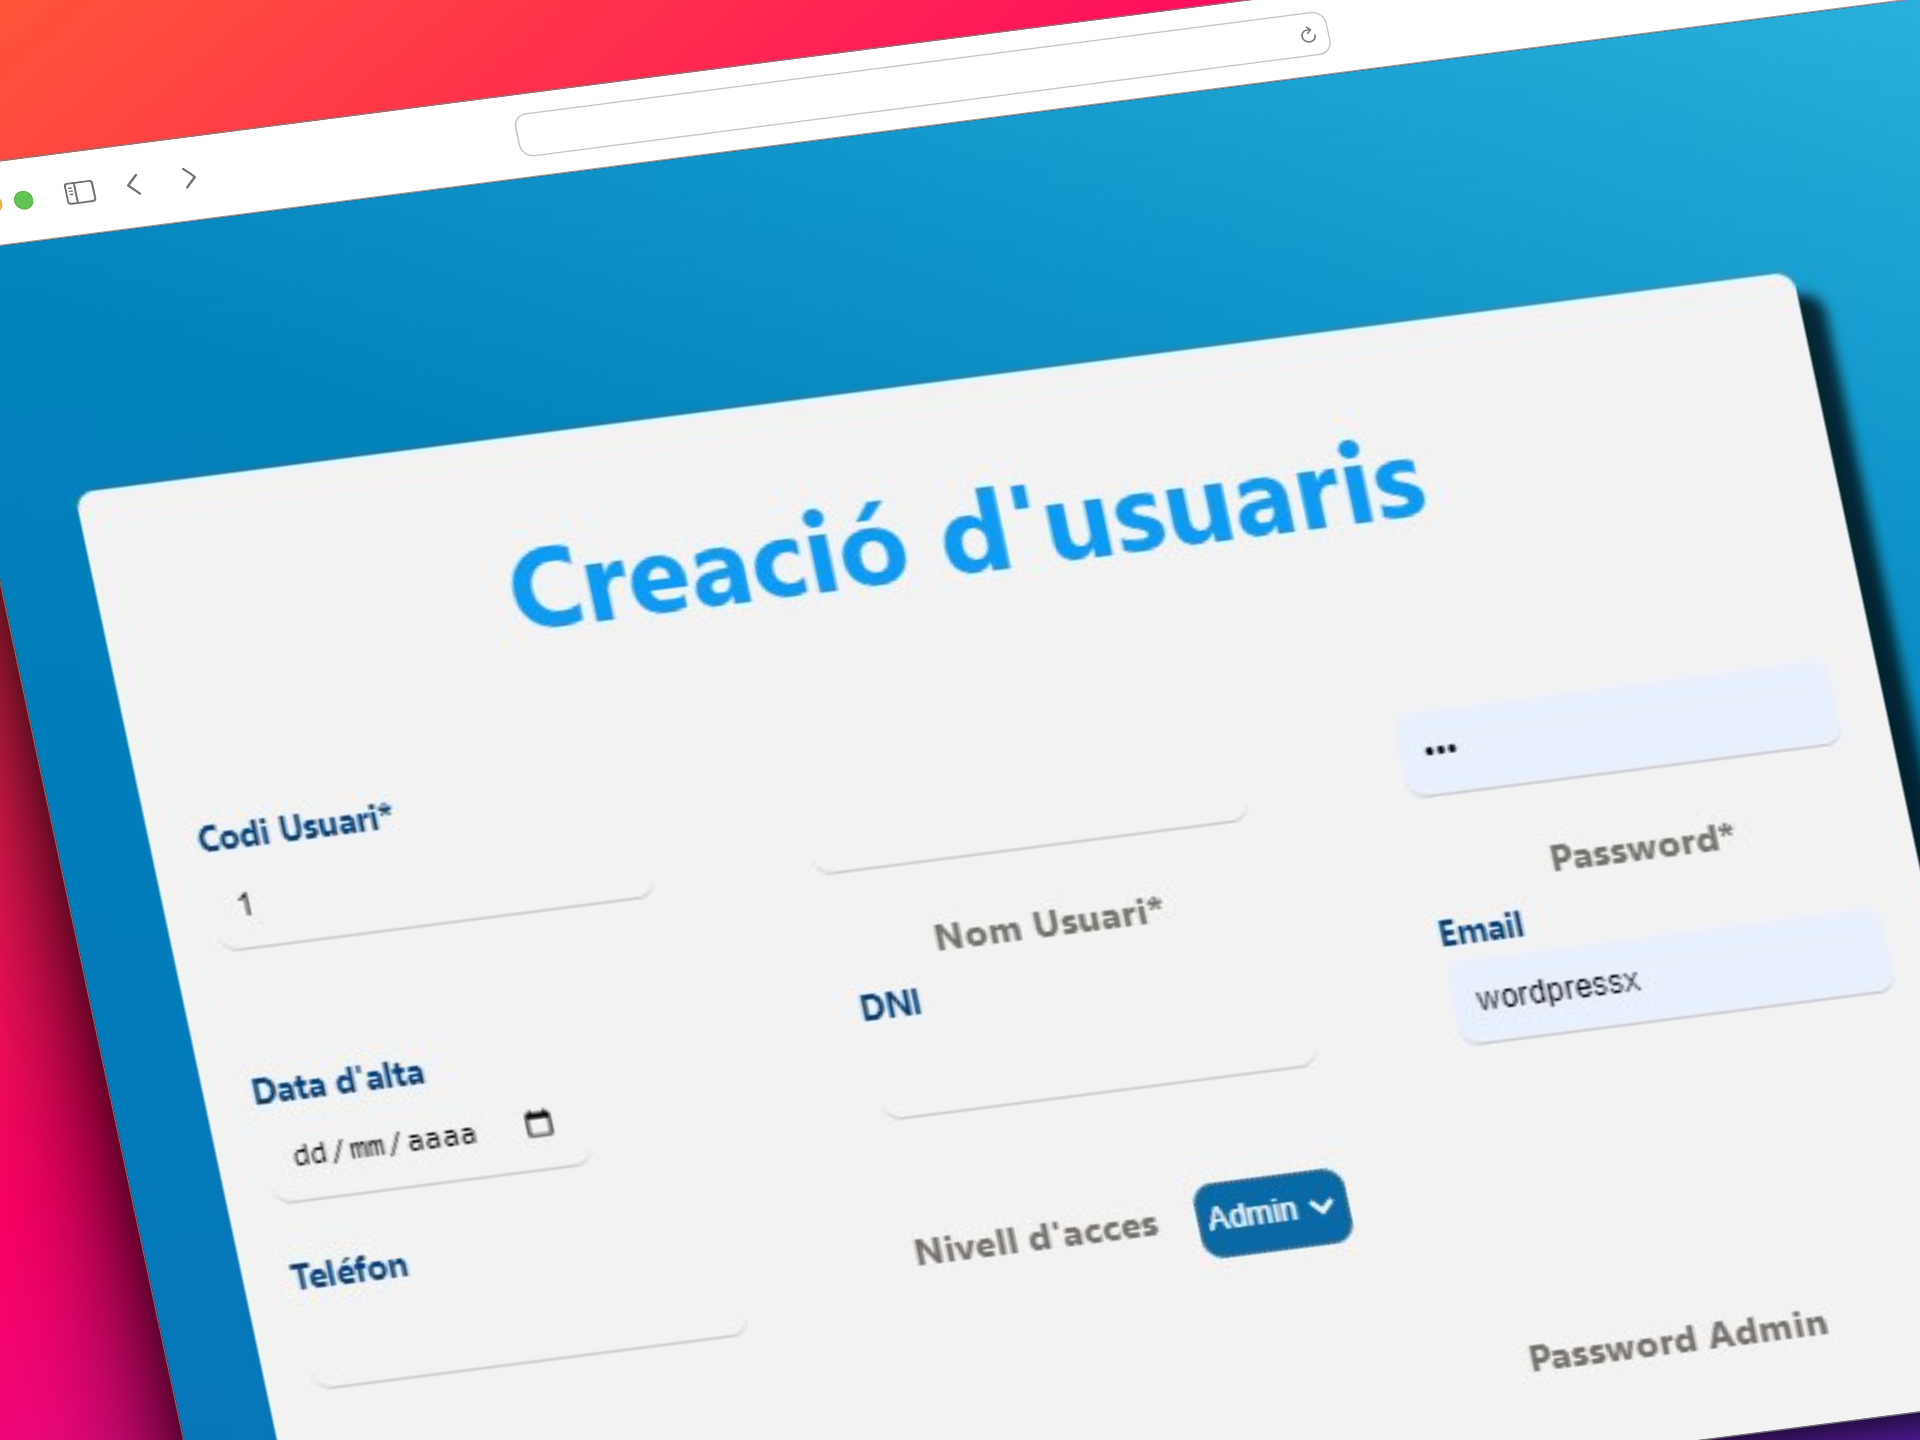 Creació d'usuaris
Codi Usuari*
1
Nom Usuari*
•••
Password*
Data d'alta
dd/mm/aaaa
DNI
Email
wordpressx
Teléfon
Nivell d'acces
Admin
Password Admin